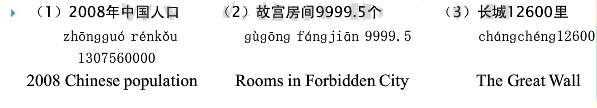 (1)2008年中国人口 (2)故宫房间9999.5个 (3)长城12600里
zhōngguó rénkǒu gùgōng fángjiān 9999.5 chángchéng12600
1307560000
2008 Chinese population Rooms in Forbidden City The Great Wall